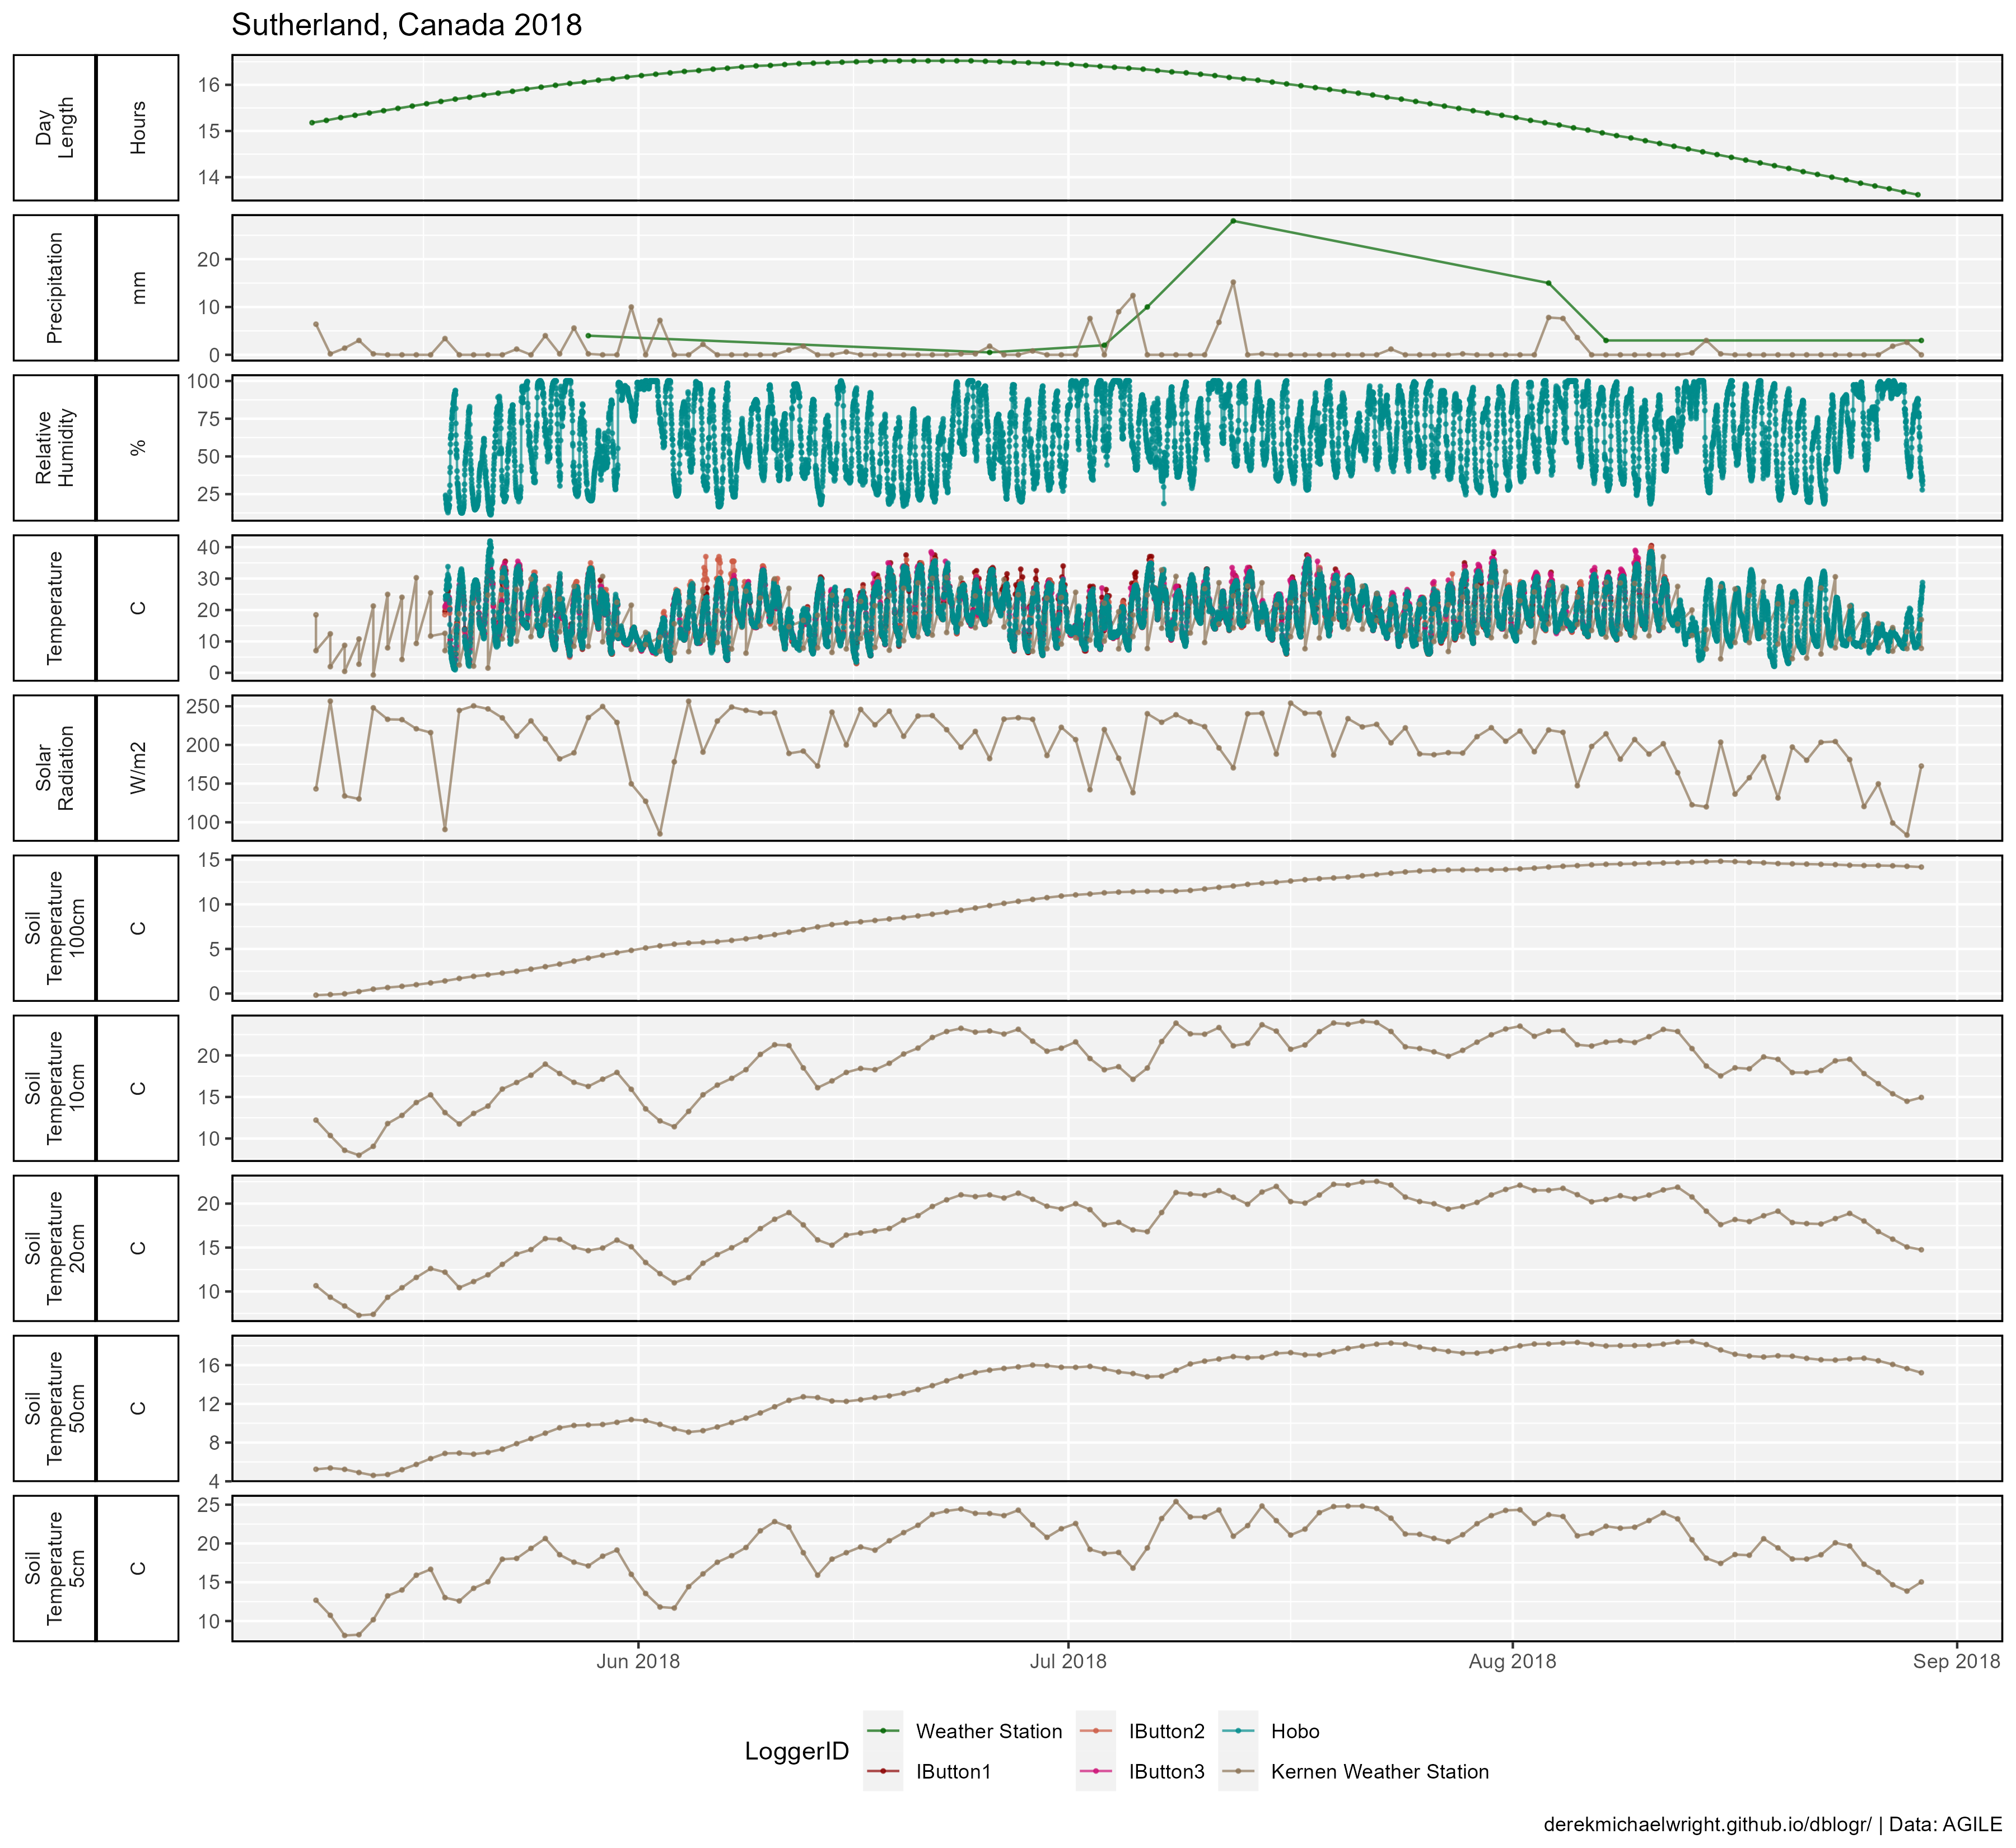 Sutherland, Canada 2018
Day
Length
Hours
16
15
14
Precipitation
mm
20
10
0
Relative
Humidity
%
100
75
50
25
Temperature
C
40
30
20
10
0
Solar
Radiation
W/m2
250
200
150
100
Soil
Temperature
100cm
C
15
10
5
0
Soil
Temperature
10cm
C
20
15
10
Soil
Temperature
20cm
C
20
15
10
Soil
Temperature
50cm
C
16
12
8
4
Soil
Temperature
5cm
C
25
20
15
10
Jun 2018
Jul 2018
Aug 2018
Sep 2018
LoggerID
Weather Station
IButton1
IButton2
IButton3
Hobo
Kernen Weather Station
derekmichaelwright.github.io/dblogr/ | Data: AGILE